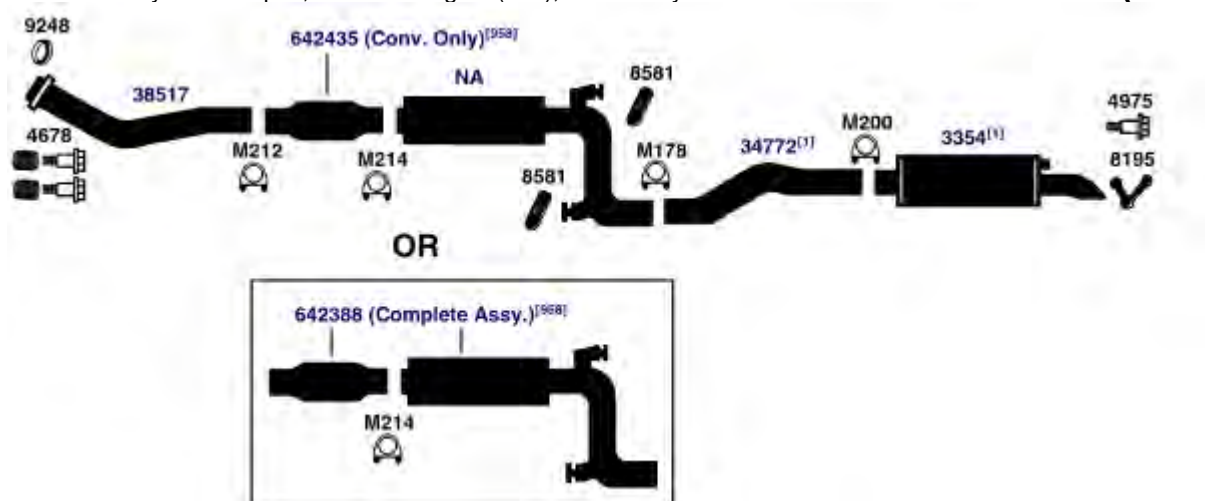 9248
642435 (Conv. Only)[958]
NA
8581
38517
4975
4678
M212
M214
M178
M200
34772[1]
3354[1]
8581
8195
OR
642388 (Complete Assy.)[958]
M214